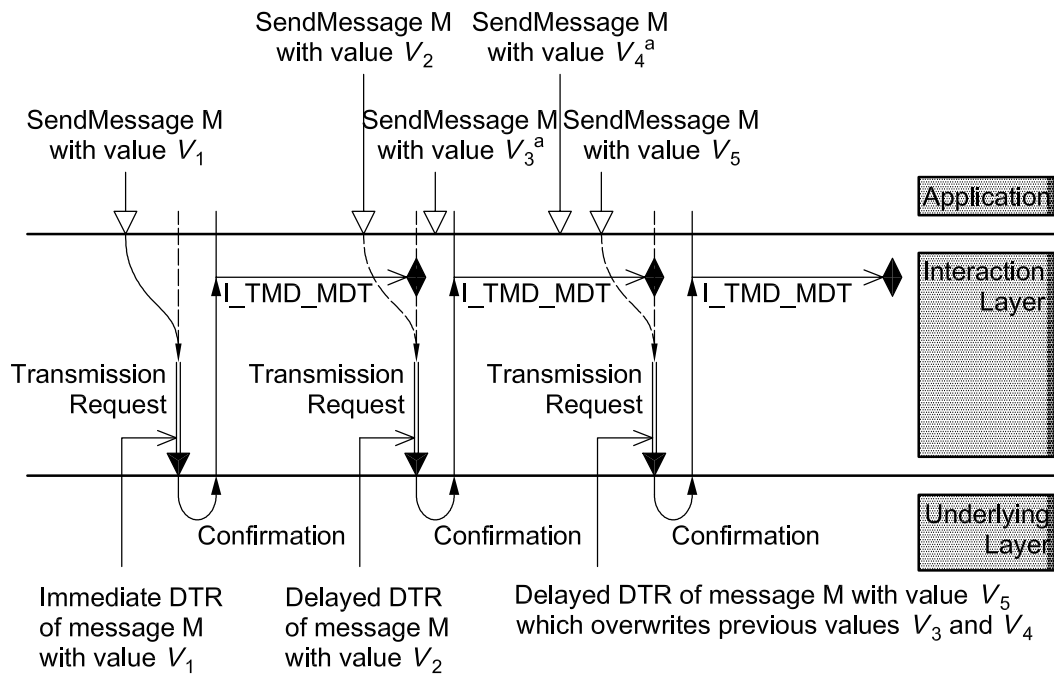 SendMessage M
with value V2
SendMessage M
with value V4a
SendMessage M
with value V1
SendMessage M
with value V3a
SendMessage M
with value V5
Application
Interaction
Layer
I_TMD_MDT
I_TMD_MDT
I_TMD_MDT
Transmission
Request
Transmission
Request
Transmission
Request
Confirmation
Confirmation
Confirmation
Underlying
Layer
Immediate DTR
of message M
with value V1
Delayed DTR
of message M
with value V2
Delayed DTR of message M with value V5
which overwrites previous values V3 and V4